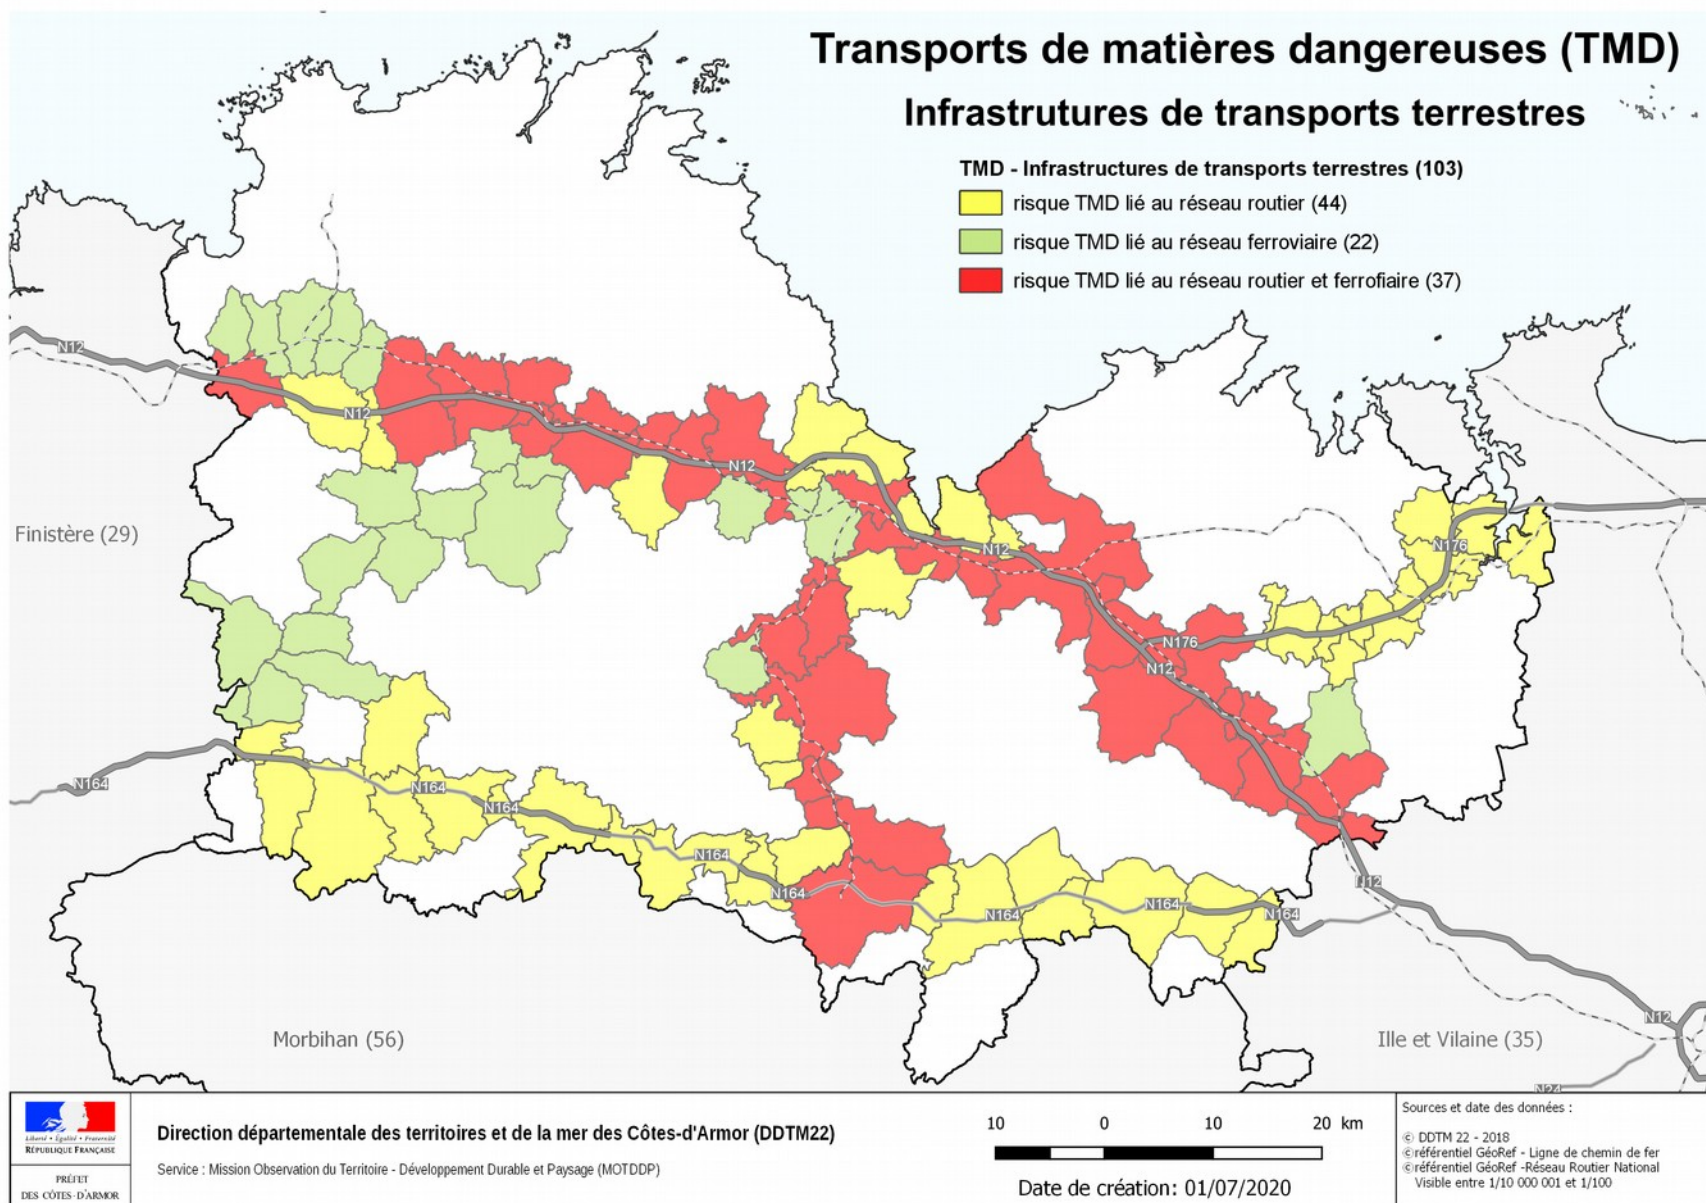 Transports de matières dangereuses (TMD)
Infrastrutures de transports terrestres
TMD - Infrastructures de transports terrestres (103)
risque TMD lié au réseau routier (44)
risque TMD lié au réseau ferroviaire (22)
risque TMD lié au réseau routier et ferrofiaire (37)
N12
N12
N12
N12
N176
Finistère (29)
N176
N12
N164
N164
N164
N164
N164
N164
N164
N164
N12
N12
Morbihan (56)
Ille et Vilaine (35)
N24
Liberté • Égalité • Fraternité
RÉPUBLIQUE FRANÇAISE
PRÉFET
DES CÔTES-D'ARMOR
Direction départementale des territoires et de la mer des Côtes-d'Armor (DDTM22)
Service : Mission Observation du Territoire - Développement Durable et Paysage (MOTDDP)
10 0 10 20 km
Date de création: 01/07/2020
Sources et date des données :
© DDTM 22 - 2018
© référentiel GéoRef - Ligne de chemin de fer
© référentiel GéoRef -Réseau Routier National
Visible entre 1/10 000 001 et 1/100